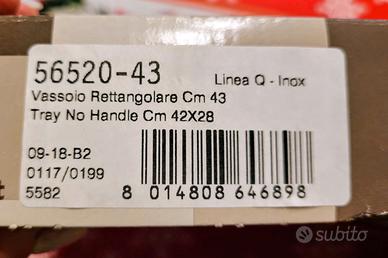 56520-43 Linea Q - Inox
Vassoio Rettangolare Cm 43
Tray No Handle Cm 42X28
09-18-B2
0117/0199
5582
8 014808 646898
subito